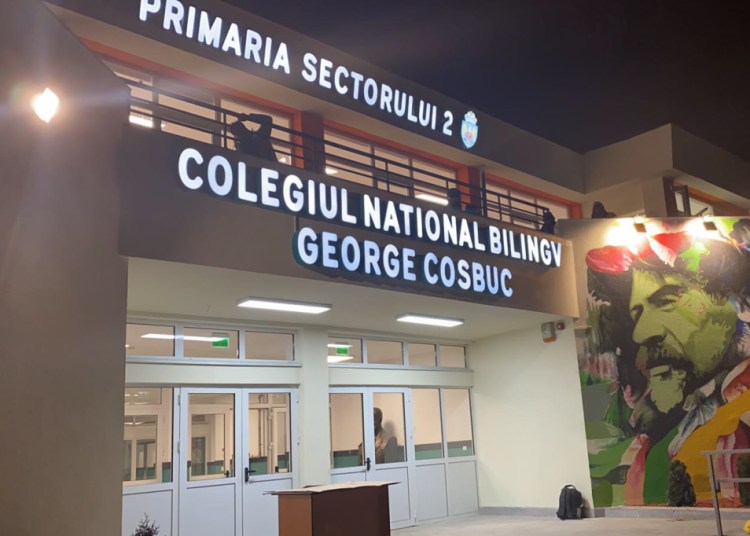 PRIMARIA SECTORULUI 2
COLEGIUL NATIONAL BILINGV
GEORGE COSBUC